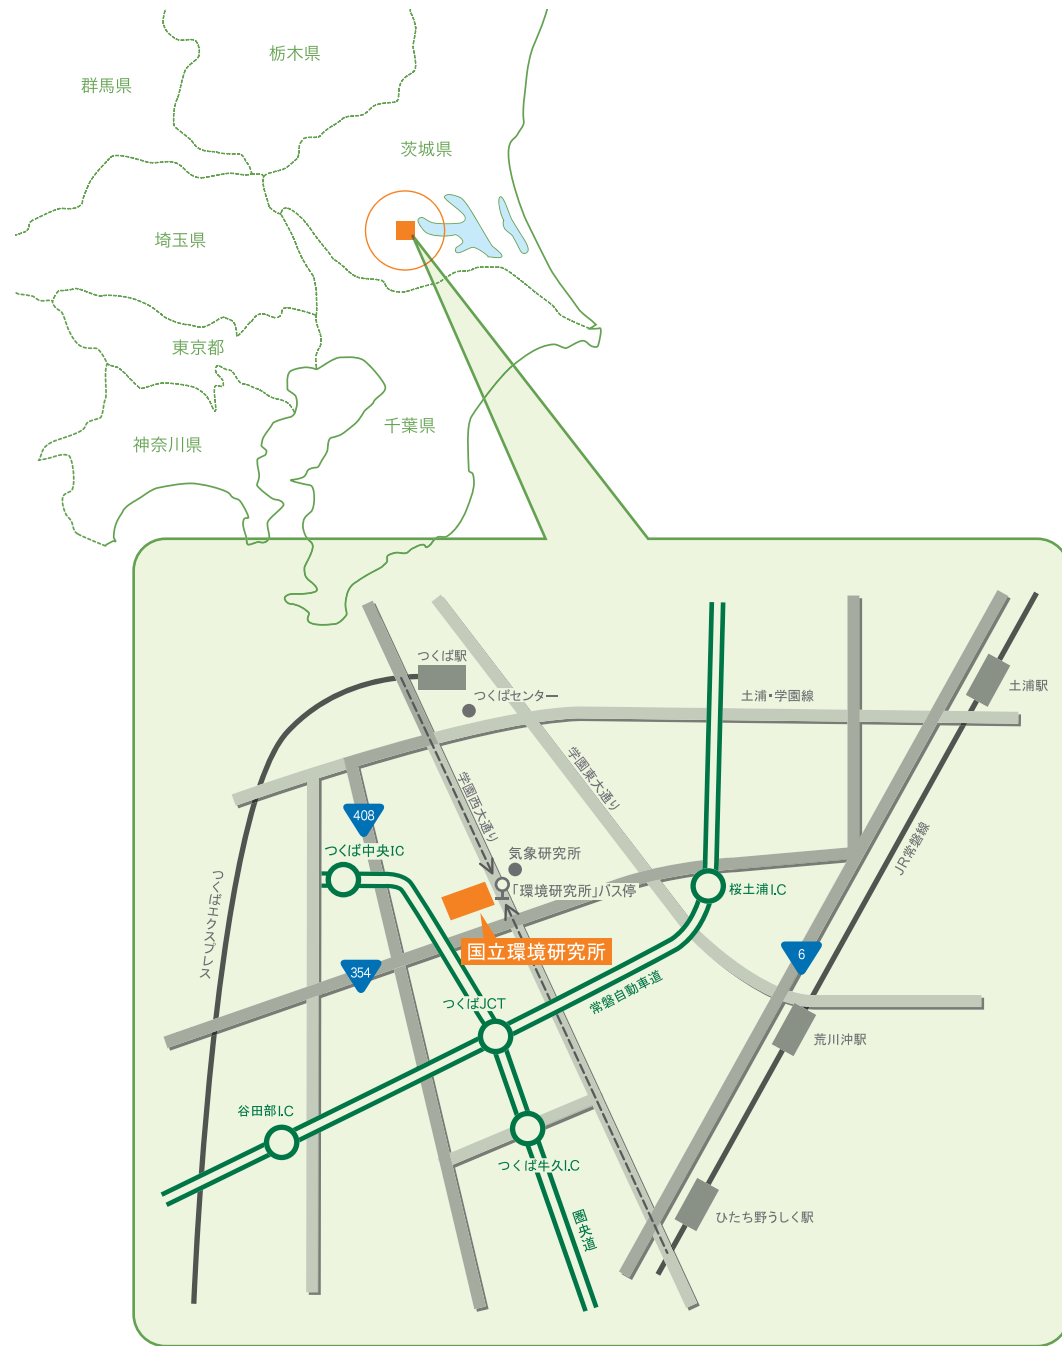 栃木県
群馬県
茨城県
埼玉県
東京都
千葉県
神奈川県
つくば駅
土浦駅
つくばセンター
土浦・学園線
学園東大通り
学園西大通り
408
JR常磐線
つくば中央IC
気象研究所
「環境研究所」バス停
桜土浦I.C
つくばエクスプレス
国立環境研究所
6
354
常磐自動車道
つくばJCT
荒川沖駅
谷田部I.C
つくば牛久I.C
圏央道
ひたち野うしく駅